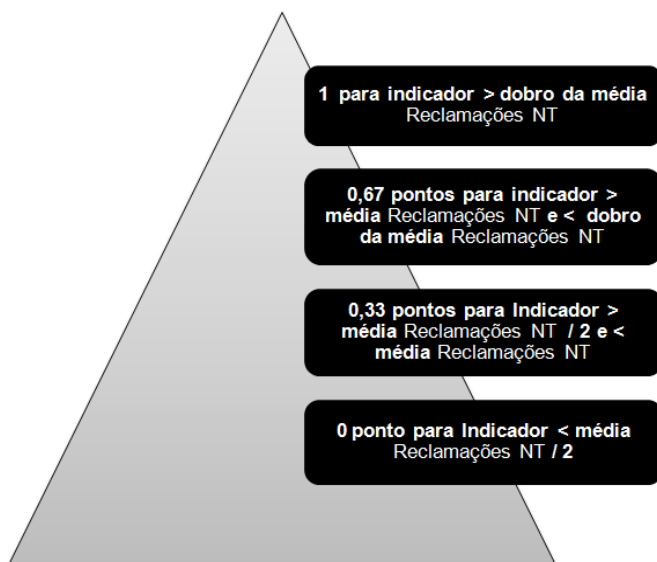 1 para indicador > dobro da média
Reclamações NT
0,67 pontos para indicador >
média Reclamações NT e < dobro
da média Reclamações NT
0,33 pontos para Indicador >
média Reclamações NT / 2 e <
média Reclamações NT
0 ponto para Indicador < média
Reclamações NT / 2